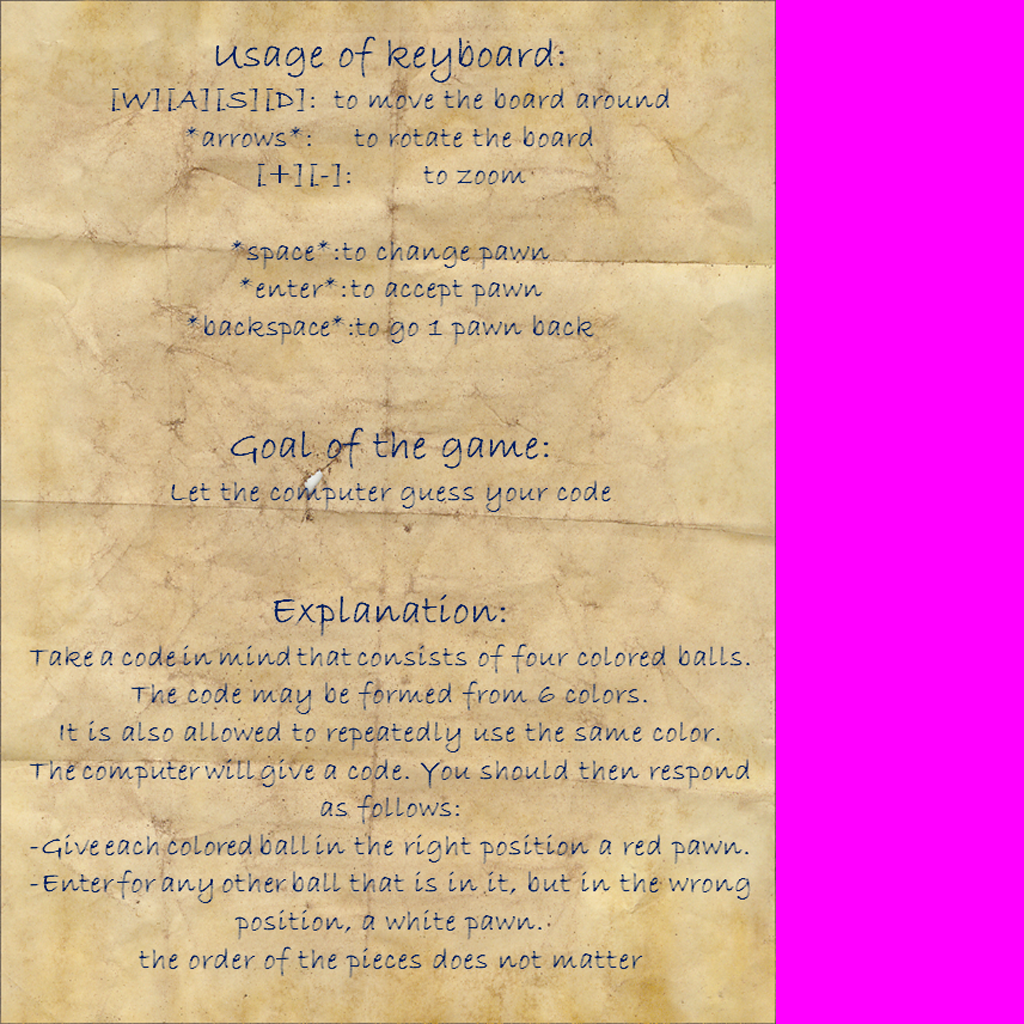 Usage of keyboard:
[W][A][S][D]: to move the board around
*arrows*: to rotate the board
[+][-]: to zoom
*space*:to change pawn
*enter*:to accept pawn
*backspace*:to go 1 pawn back
Goal of the game:
Let the computer guess your code
Explanation:
Take a code in mind that consists of four colored balls.
The code may be formed from 6 colors.
It is also allowed to repeatedly use the same color.
The computer will give a code. You should then respond
as follows:
-Give each colored ball in the right position a red pawn.
-Enter for any other ball that is in it, but in the wrong
position, a white pawn.
the order of the pieces does not matter